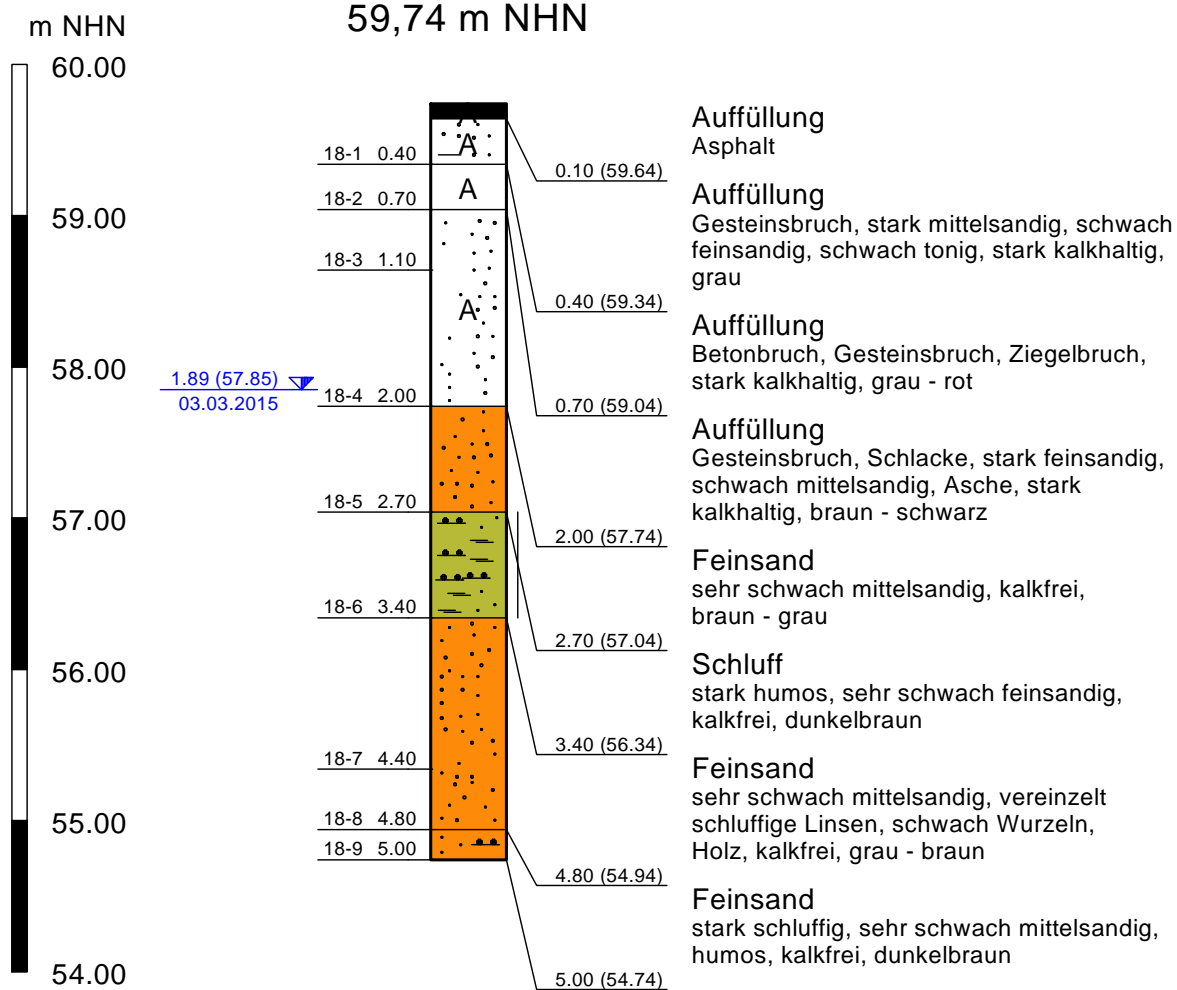 59,74 m NHN
m NHN
60.00
59.00
58.00
57.00
56.00
55.00
54.00
1.89 (57.85)
03.03.2015
18-1 0.40
18-2 0.70
18-3 1.10
18-4 2.00
18-5 2.70
18-6 3.40
18-7 4.40
18-8 4.80
18-9 5.00
A
A
A
A
0.10 (59.64)
0.40 (59.34)
0.70 (59.04)
2.00 (57.74)
2.70 (57.04)
3.40 (56.34)
4.80 (54.94)
5.00 (54.74)
Auffüllung
Asphalt
Auffüllung
Gesteinsbruch, stark mittelsandig, schwach
feinsandig, schwach tonig, stark kalkhaltig,
grau
Auffüllung
Betonbruch, Gesteinsbruch, Ziegelbruch,
stark kalkhaltig, grau - rot
Auffüllung
Gesteinsbruch, Schlacke, stark feinsandig,
schwach mittelsandig, Asche, stark
kalkhaltig, braun - schwarz
Feinsand
sehr schwach mittelsandig, kalkfrei,
braun - grau
Schluff
stark humos, sehr schwach feinsandig,
kalkfrei, dunkelbraun
Feinsand
sehr schwach mittelsandig, vereinzelt
schluffige Linsen, schwach Wurzeln,
Holz, kalkfrei, grau - braun
Feinsand
stark schluffig, sehr schwach mittelsandig,
humos, kalkfrei, dunkelbraun